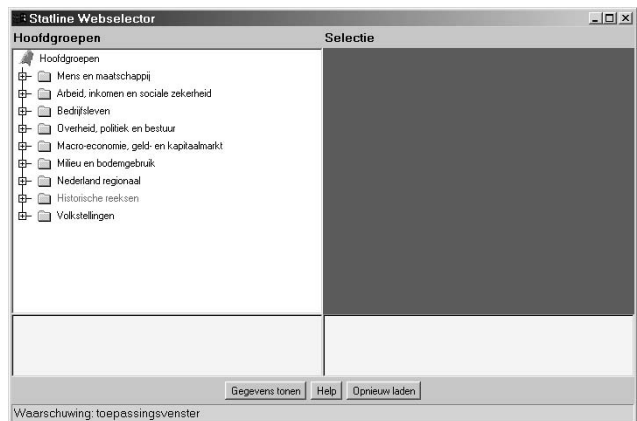 Statline Webselector
Hoofdgroepen
Selectie
Hoofdgroepen
Mens en maatschappij
Arbeid, inkomen en sociale zekerheid
Bedrijfsleven
Overheid, politiek en bestuur
Macro-economie, geld- en kapitaalmarkt
Milieu en bodemgebruik
Nederland regionaal
Historische reeksen
Volkstellingen
Gegevens tonen
Help
Opnieuw laden
Waarschuwing: toepassingsvenster